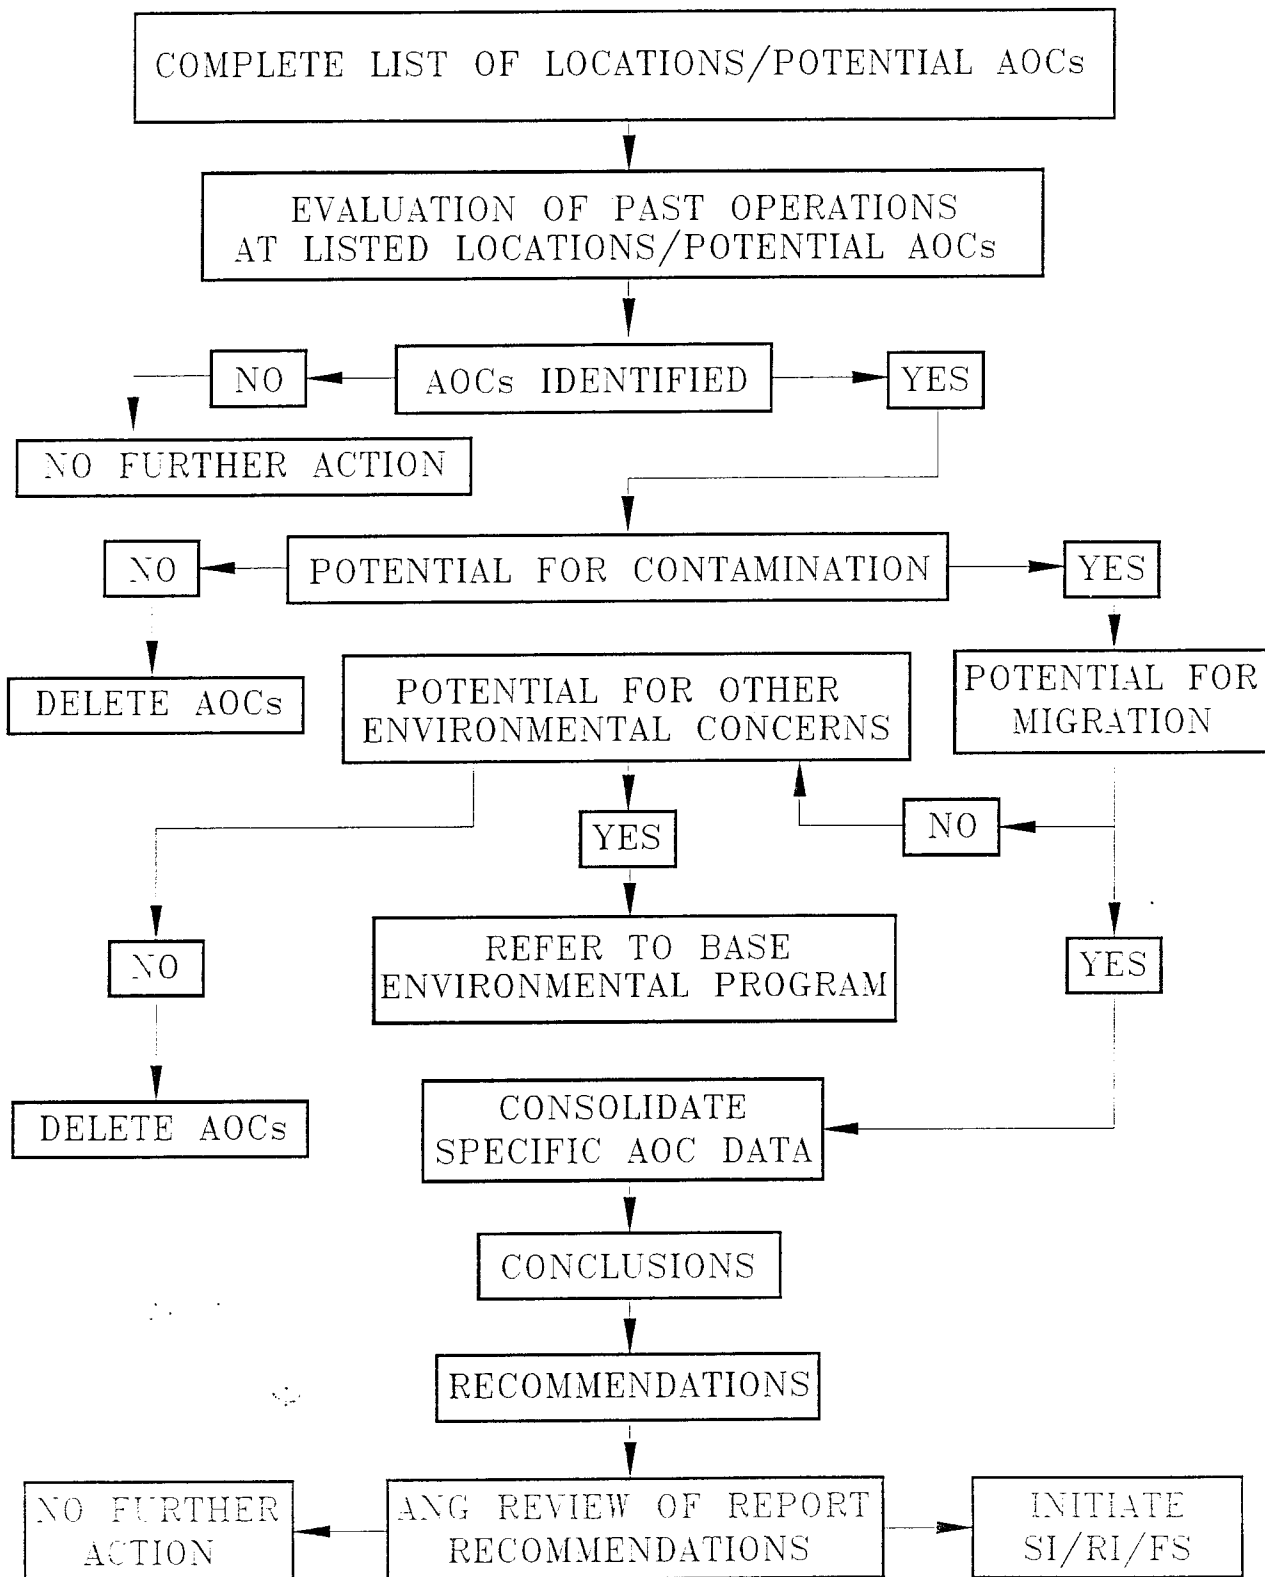 COMPLETE LIST OF LOCATIONS/POTENTIAL AOCs
EVALUATION OF PAST OPERATIONS
AT LISTED LOCATIONS/POTENTIAL AOCs
NO
AOCs IDENTIFIED
YES
NO FURTHER ACTION
NO
POTENTIAL FOR CONTAMINATION
YES
DELETE AOCs
POTENTIAL FOR OTHER
ENVIRONMENTAL CONCERNS
POTENTIAL FOR
MIGRATION
YES
NO
NO
REFER TO BASE
ENVIRONMENTAL PROGRAM
YES
DELETE AOCs
CONSOLIDATE
SPECIFIC AOC DATA
CONCLUSIONS
RECOMMENDATIONS
NO FURTHER
ACTION
ANG REVIEW OF REPORT
RECOMMENDATIONS
INITIATE
SI/RI/FS